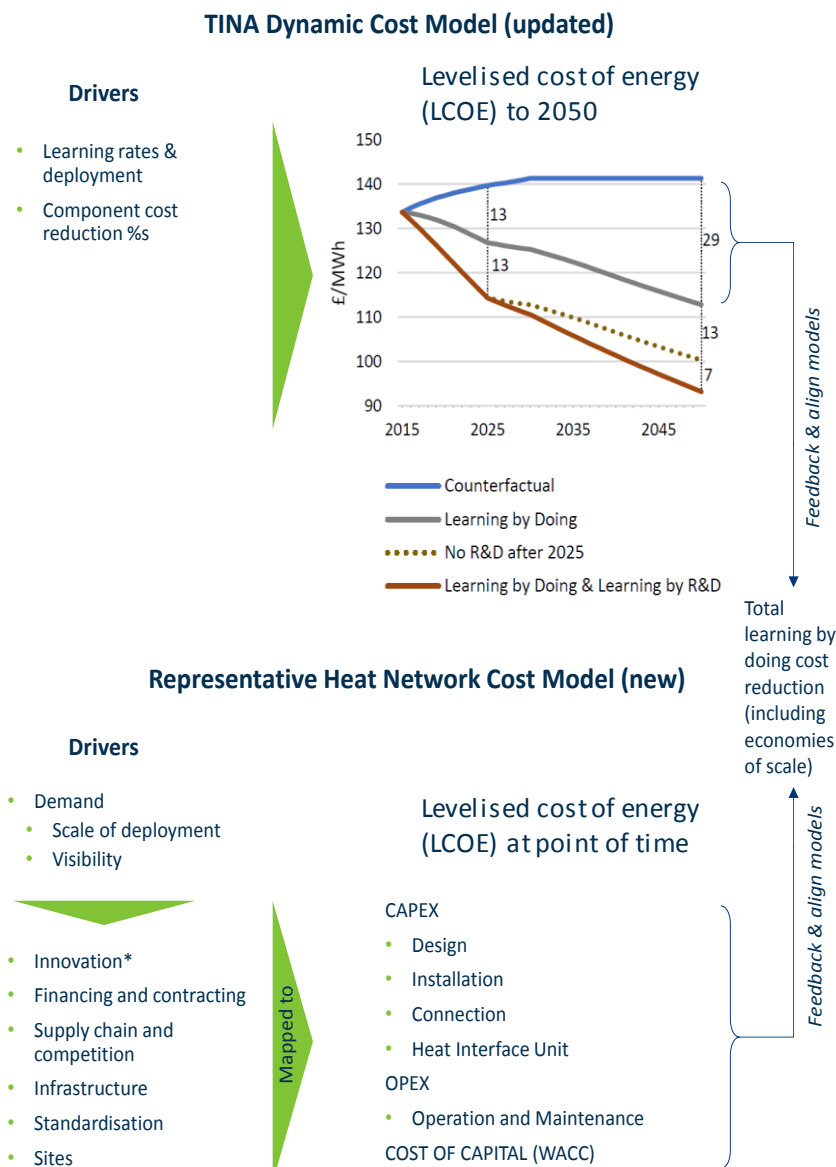 TINA Dynamic Cost Model (updated)
Drivers
• Learning rates &
deployment
• Component cost
reduction %s
Levelised cost of energy
(LCOE) to 2050
150
140
130
120
110
100
90
£/MWh
13
13
29
13
7
2015
2025
2035
2045
Counterfactual
Learning by Doing
No R&D after 2025
Learning by Doing & Learning by R&D
Feedback & align models
Total
learning by
doing cost
reduction
(including
economies
of scale)
Representative Heat Network Cost Model (new)
Drivers
• Demand
• Scale of deployment
• Visibility
• Innovation*
• Financing and contracting
• Supply chain and
competition
• Infrastructure
• Standardisation
• Sites
Mapped to
Levelised cost of energy
(LCOE) at point of time
CAPEX
• Design
• Installation
• Connection
• Heat Interface Unit
OPEX
• Operation and Maintenance
COST OF CAPITAL (WACC)
Feedback & align models